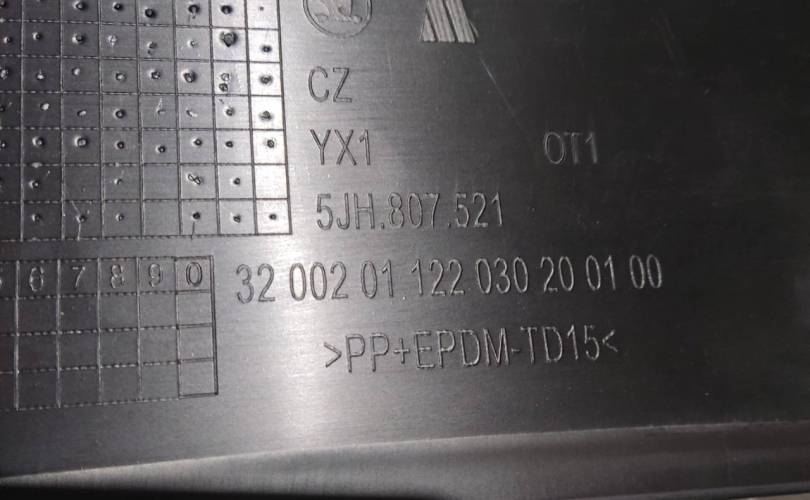 CZ
YX1 OT1
5JH.807.521
6 7 8 9 0 32 002 01 122 030 20 01 00
>PP+EPDM-TD15<